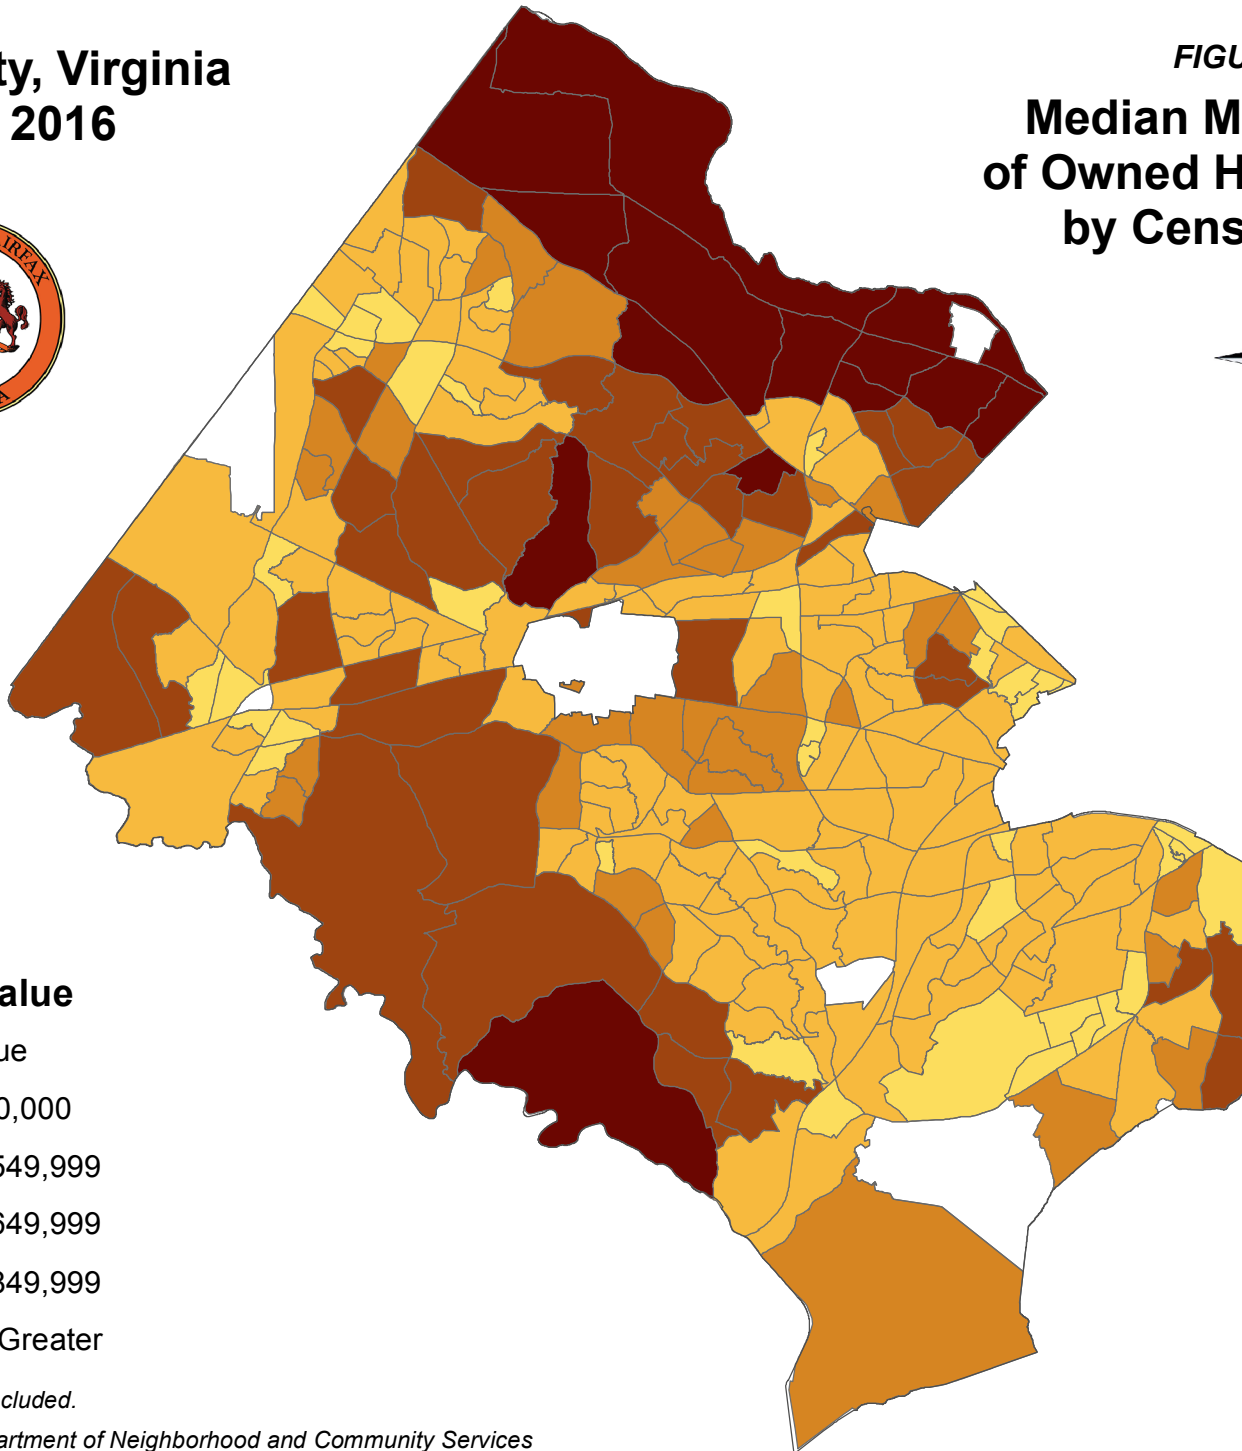 ty, Virginia
2016
FIGU
Median M
of Owned H
by Cens
IRFAX
A
alue
ue
0,000
549,999
649,999
849,999
Greater
cluded.
artment of Neighborhood and Community Services